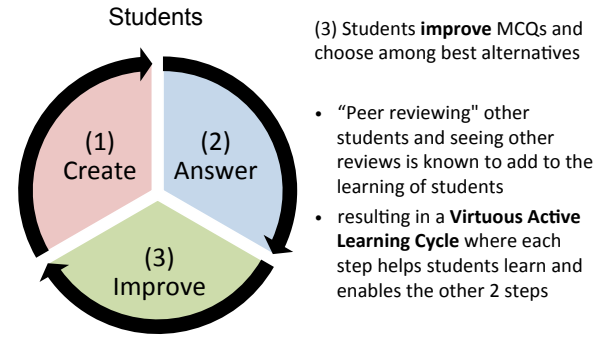 Students
(1)
Create
(2)
Answer
(3)
Improve
(3) Students improve MCQs and
choose among best alternatives
• “Peer reviewing" other
students and seeing other
reviews is known to add to the
learning of students
• resulting in a Virtuous Active
Learning Cycle where each
step helps students learn and
enables the other 2 steps